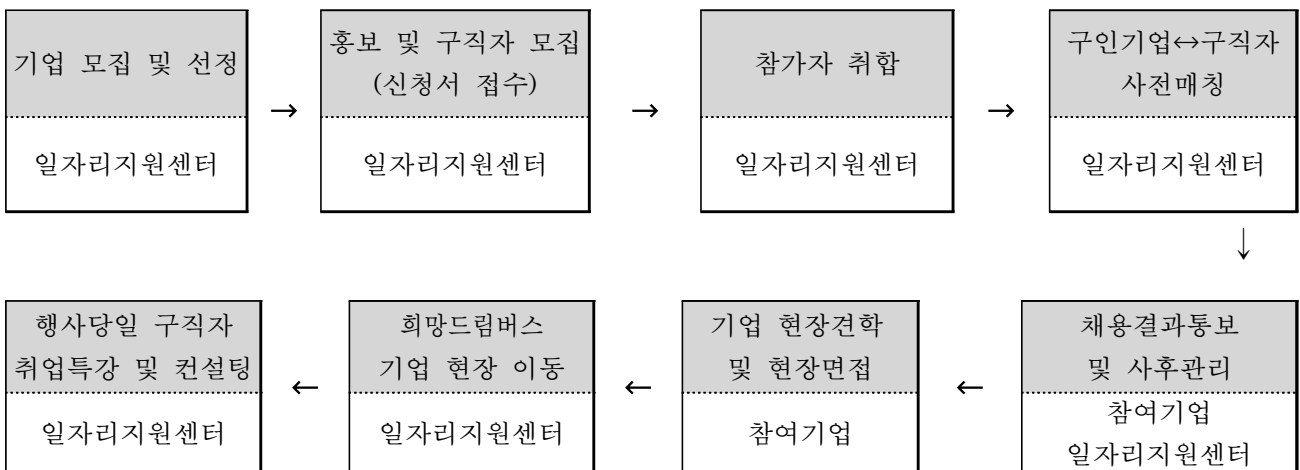 기업 모집 및 선정
일자리지원센터
→
홍보 및 구직자 모집
(신청서 접수)
일자리지원센터
→
참가자 취합
일자리지원센터
→
구인기업↔구직자
사전매칭
일자리지원센터
↓
행사당일 구직자
취업특강 및 컨설팅
일자리지원센터
←
희망드림버스
기업 현장 이동
일자리지원센터
←
기업 현장견학
및 현장면접
참여기업
←
채용결과통보
및 사후관리
참여기업
일자리지원센터